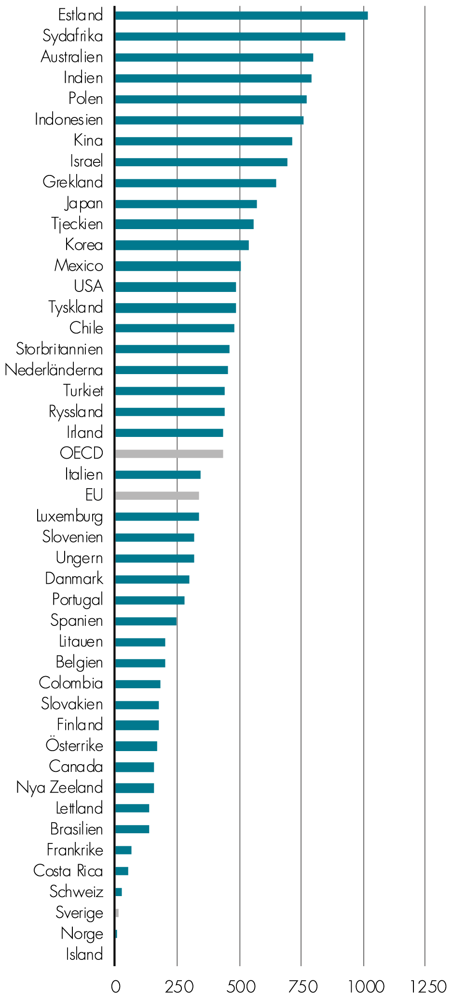 Estland
Sydafrika
Australien
Indien
Polen
Indonesien
Kina
Israel
Grekland
Japan
Tjeckien
Korea
Mexico
USA
Tyskland
Chile
Storbritannien
Nederländerna
Turkiet
Ryssland
Irland
OECD
Italien
EU
Luxemburg
Slovenien
Ungern
Danmark
Portugal
Spanien
Litauen
Belgien
Colombia
Slovakien
Finland
Österrike
Canada
Nya Zeeland
Lettland
Brasilien
Frankrike
Costa Rica
Schweiz
Sverige
Norge
Island
0 250 500 750 1000 1250